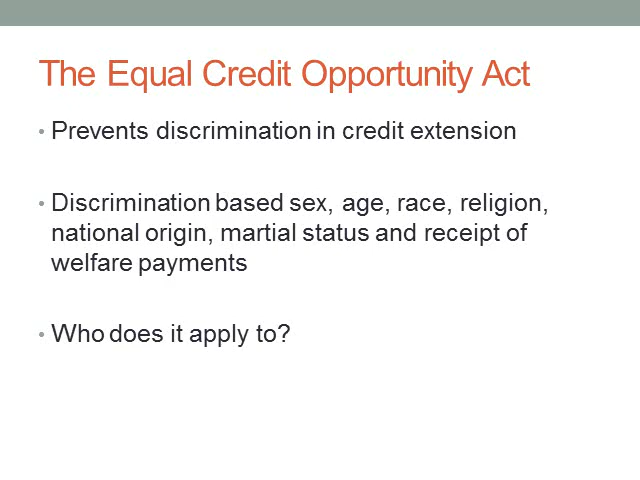 The Equal Credit Opportunity Act
• Prevents discrimination in credit extension
• Discrimination based sex, age, race, religion,
national origin, martial status and receipt of
welfare payments
• Who does it apply to?